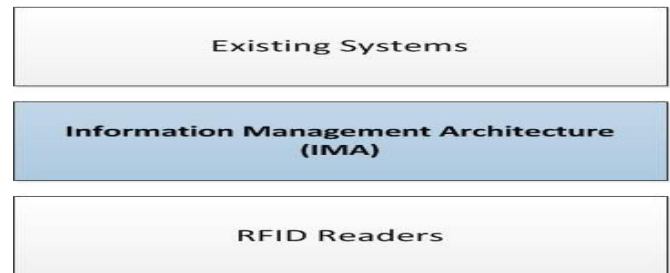 Existing Systems
Information Management Architecture
(IMA)
RFID Readers